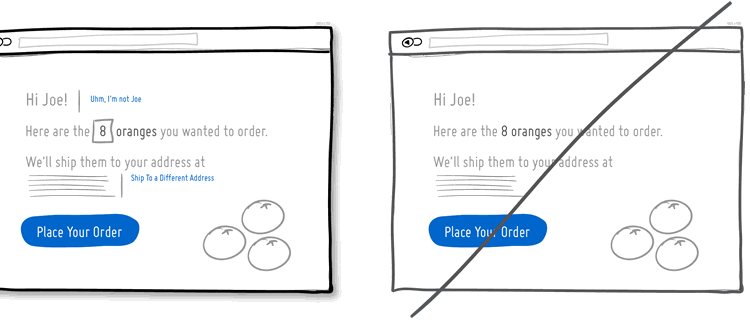 Hi Joe!
Uhm, I'm not Joe
Here are the 8 oranges you wanted to order.
We'll ship them to your address at
Ship To a Different Address
Place Your Order
Hi Joe!
Here are the 8 oranges you wanted to order.
We'll ship them to your address at
Place Your Order